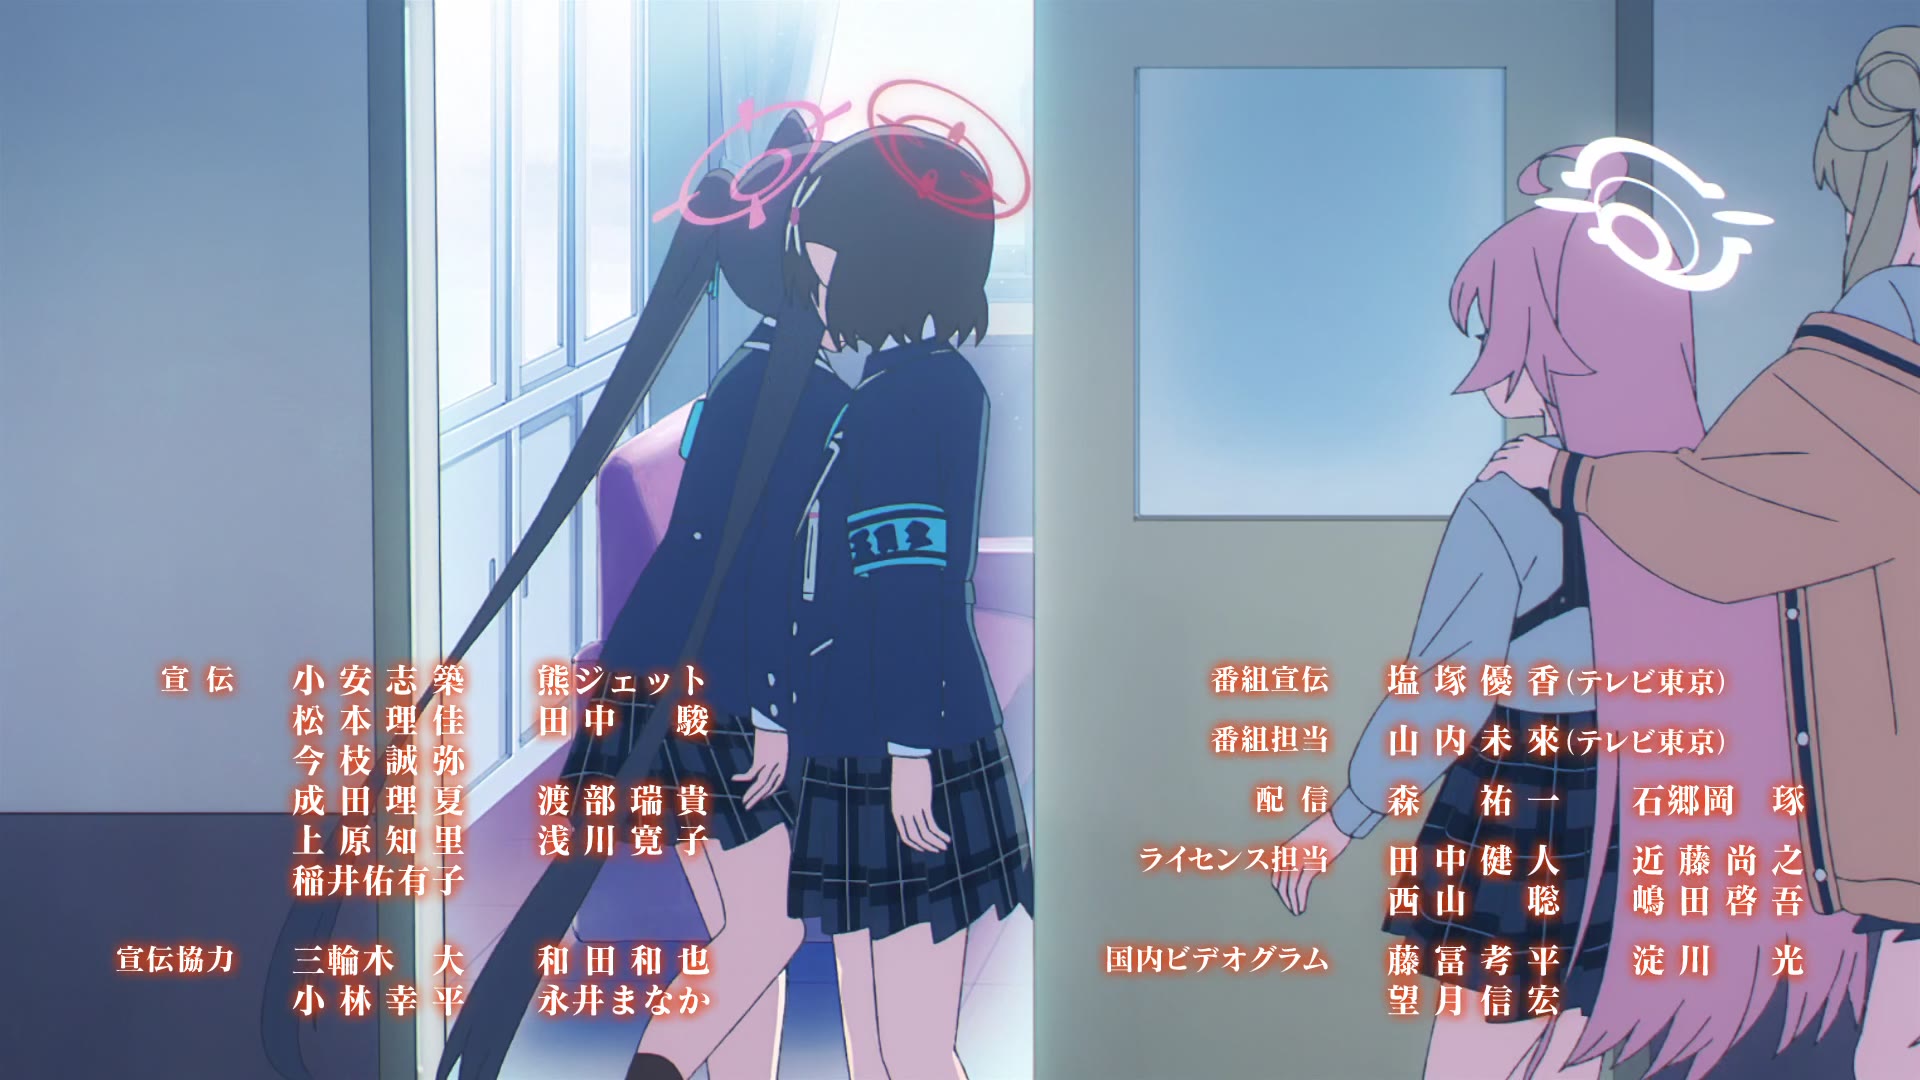 宣伝 小安志築 熊ジェット
松本理佳 田中 駿
今枝誠弥
成田理夏 渡部瑞貴
上原知里 浅川寛子
稲井佑有子
宣伝協力 三輪木 大 和田和也
小林幸平 永井まなか
番組宣伝 塩塚優香(テレビ東京)
番組担当 山内未來(テレビ東京)
配信 森 祐一 石郷岡 琢
ライセンス担当 田中健人 近藤尚之
西山 聡 嶋田啓吾
国内ビデオグラム 藤冨考平 淀川 光
望月信宏